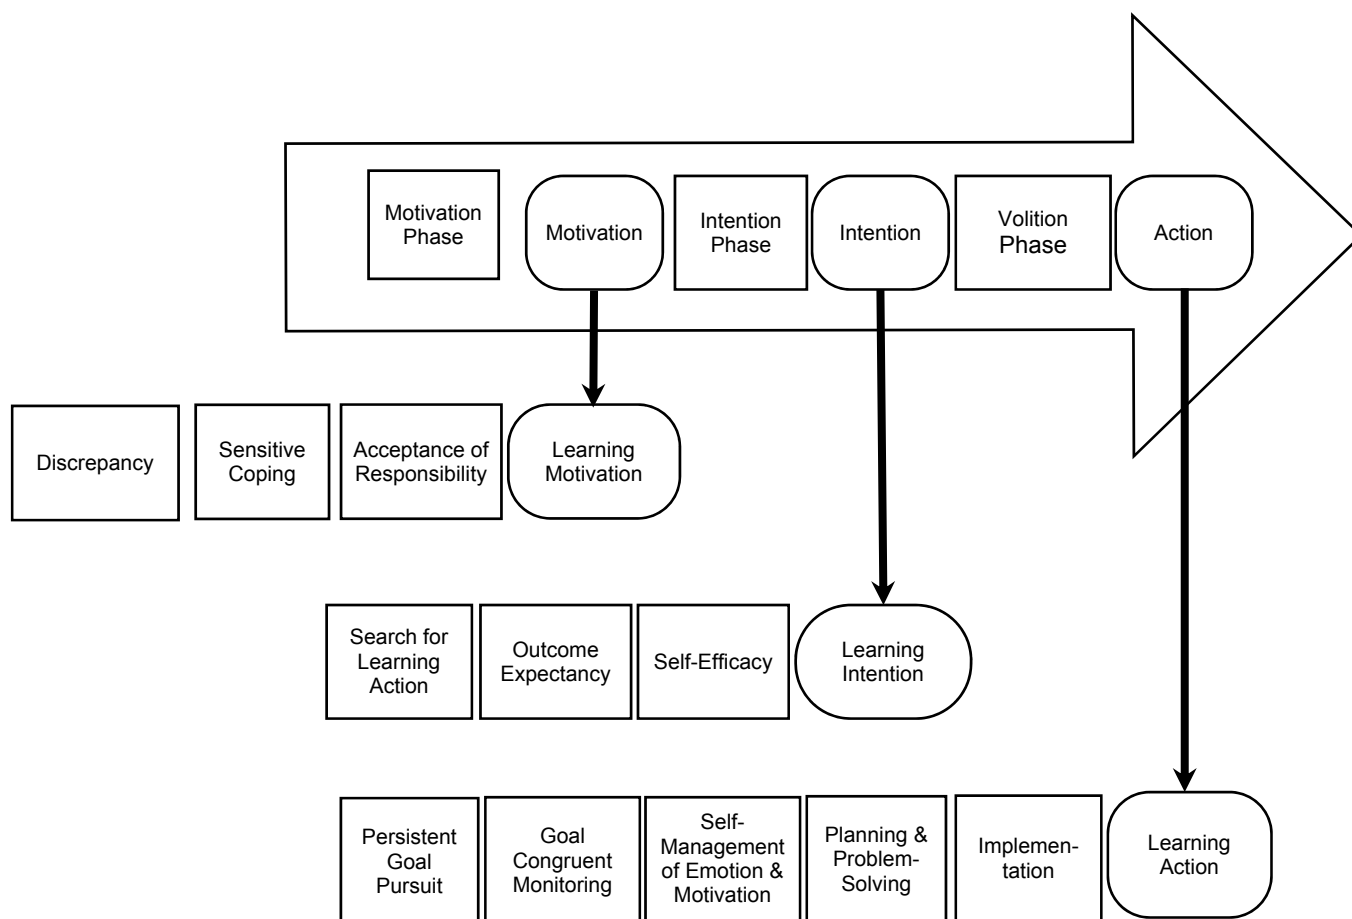 Motivation
Phase
Motivation
Intention
Phase
Intention
Volition
Phase
Action
Discrepancy
Sensitive
Coping
Acceptance of
Responsibility
Learning
Motivation
Search for
Learning
Action
Outcome
Expectancy
Self-Efficacy
Learning
Intention
Persistent
Goal
Pursuit
Goal
Congruent
Monitoring
Self-
Management
of Emotion &
Motivation
Planning &
Problem-
Solving
Implemen-
tation
Learning
Action